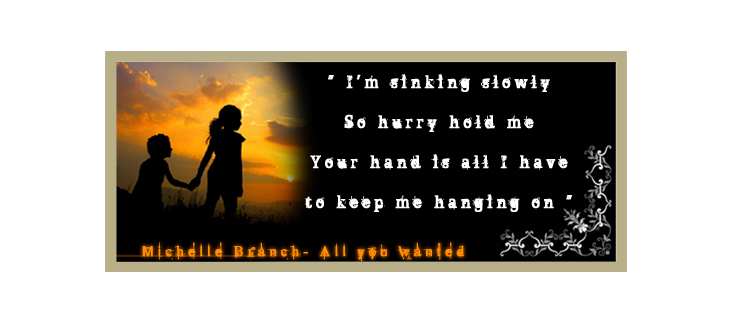 " I'm sinking slowly
So hurry hold me
Your hand is all I have
to keep me hanging on "
Michelle Branch- All you wanted